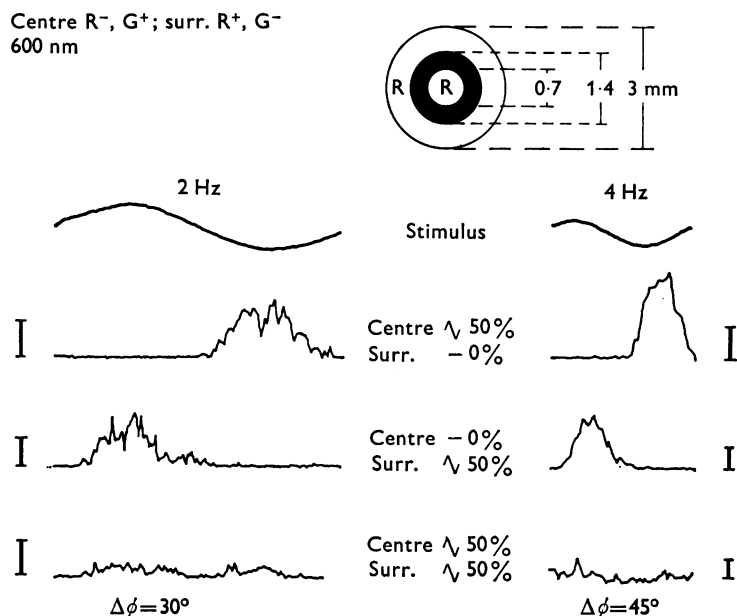 Centre R⁻, G⁺; surr. R⁺, G⁻
600 nm
R R 0·7 1·4 3 mm
2 Hz 4 Hz
Stimulus
Centre ∿ 50%
Surr. – 0%
Centre – 0%
Surr. ∿ 50%
Centre ∿ 50%
Surr. ∿ 50%
Δϕ=30° Δϕ=45°